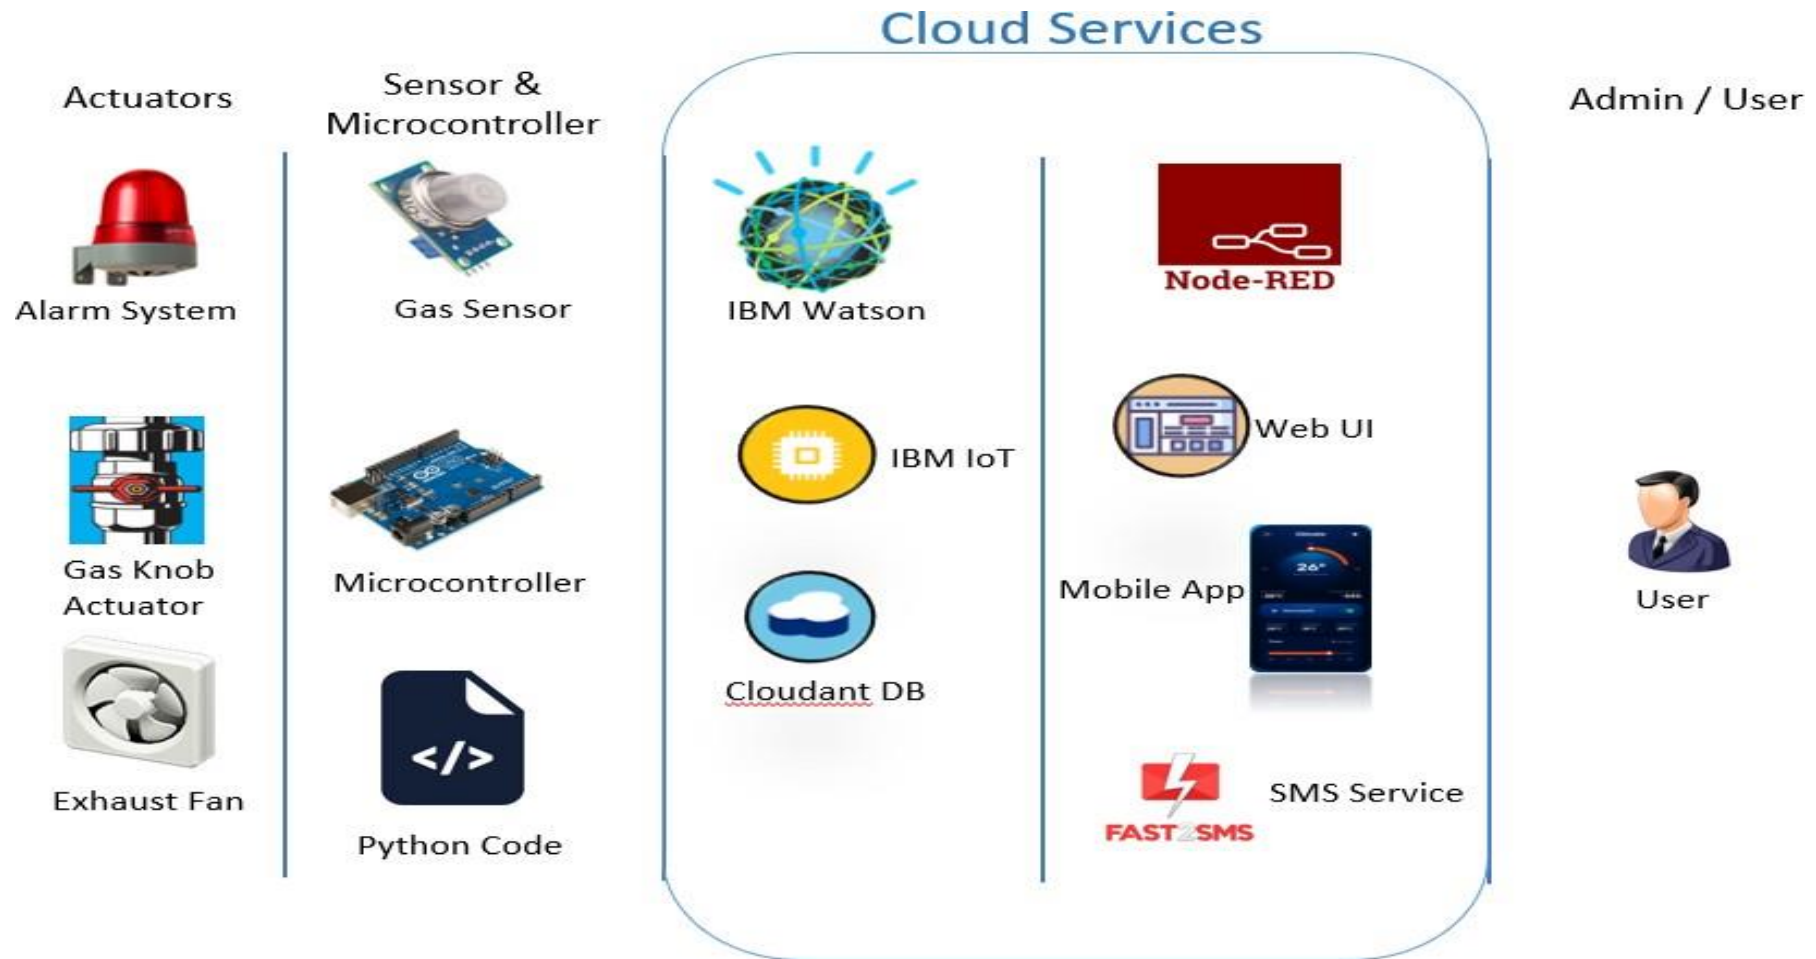 Cloud Services
Actuators
Sensor &
Microcontroller
Admin / User
Alarm System
Gas Sensor
IBM Watson
Node-RED
Gas Knob
Actuator
Microcontroller
IBM IoT
Web UI
Mobile App
26°
User
Exhaust Fan
</>
Python Code
Cloudant DB
FAST2SMS
SMS Service